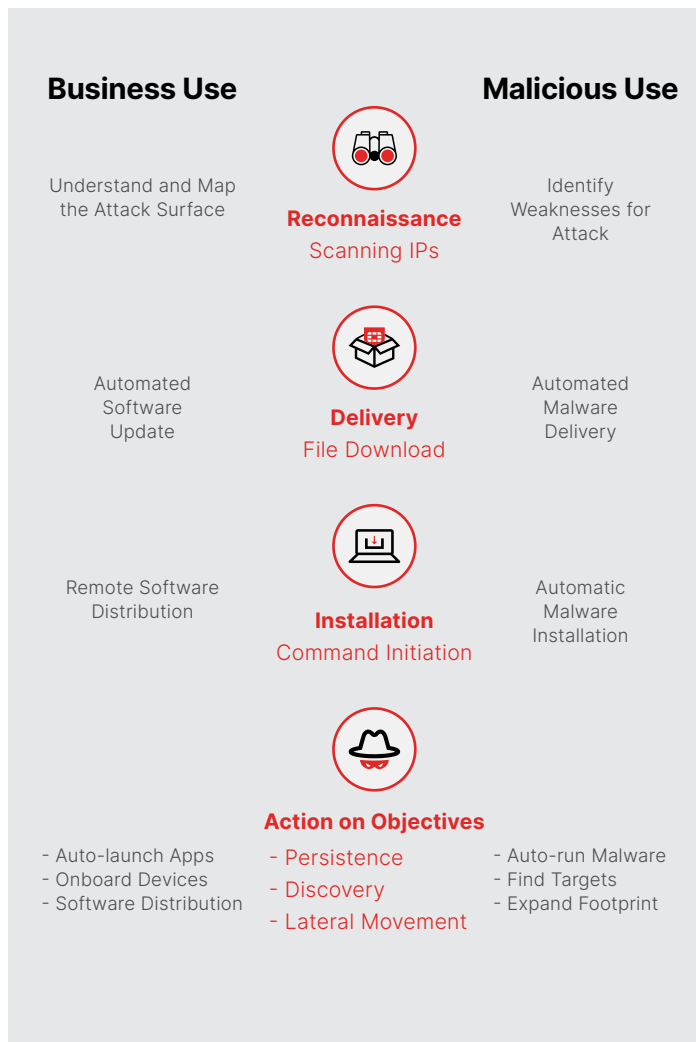 Business Use
Malicious Use
Understand and Map
the Attack Surface
Reconnaissance
Scanning IPs
Identify
Weaknesses for
Attack
Automated
Software
Update
Delivery
File Download
Automated
Malware
Delivery
Remote Software
Distribution
Installation
Command Initiation
Automatic
Malware
Installation
Action on Objectives
- Auto-launch Apps
- Onboard Devices
- Software Distribution
- Persistence
- Discovery
- Lateral Movement
- Auto-run Malware
- Find Targets
- Expand Footprint